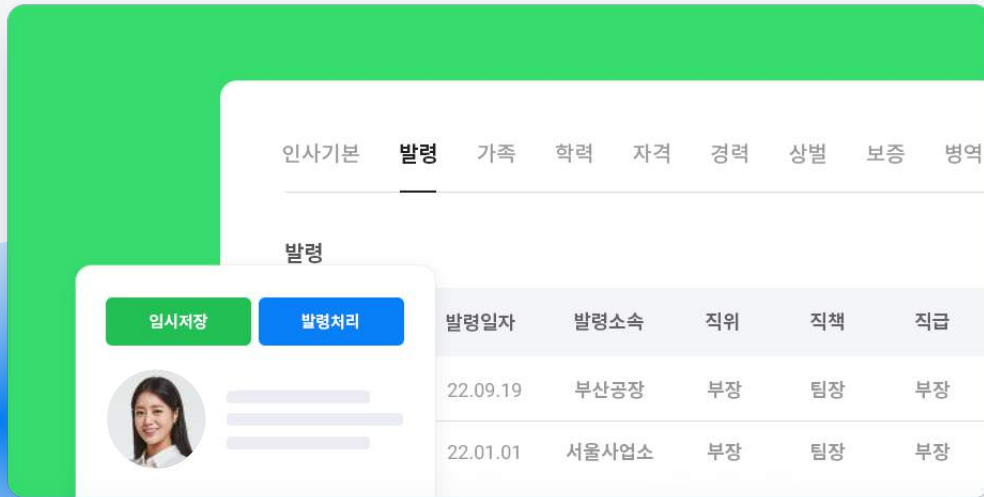 인사기본 발령 가족 학력 자격 경력 상벌 보증 병역
발령
임시저장 발령처리
발령일자 발령소속 직위 직책 직급
22.09.19 부산공장 부장 팀장 부장
22.01.01 서울사업소 부장 팀장 부장